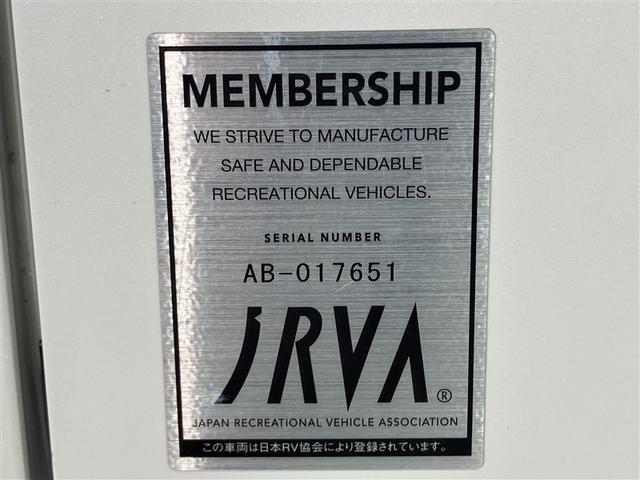 MEMBERSHIP
WE STRIVE TO MANUFACTURE
SAFE AND DEPENDABLE
RECREATIONAL VEHICLES.
SERIAL NUMBER
AB-017651
JRVA®
JAPAN RECREATIONAL VEHICLE ASSOCIATION
この車両は日本RV協会により登録されています。